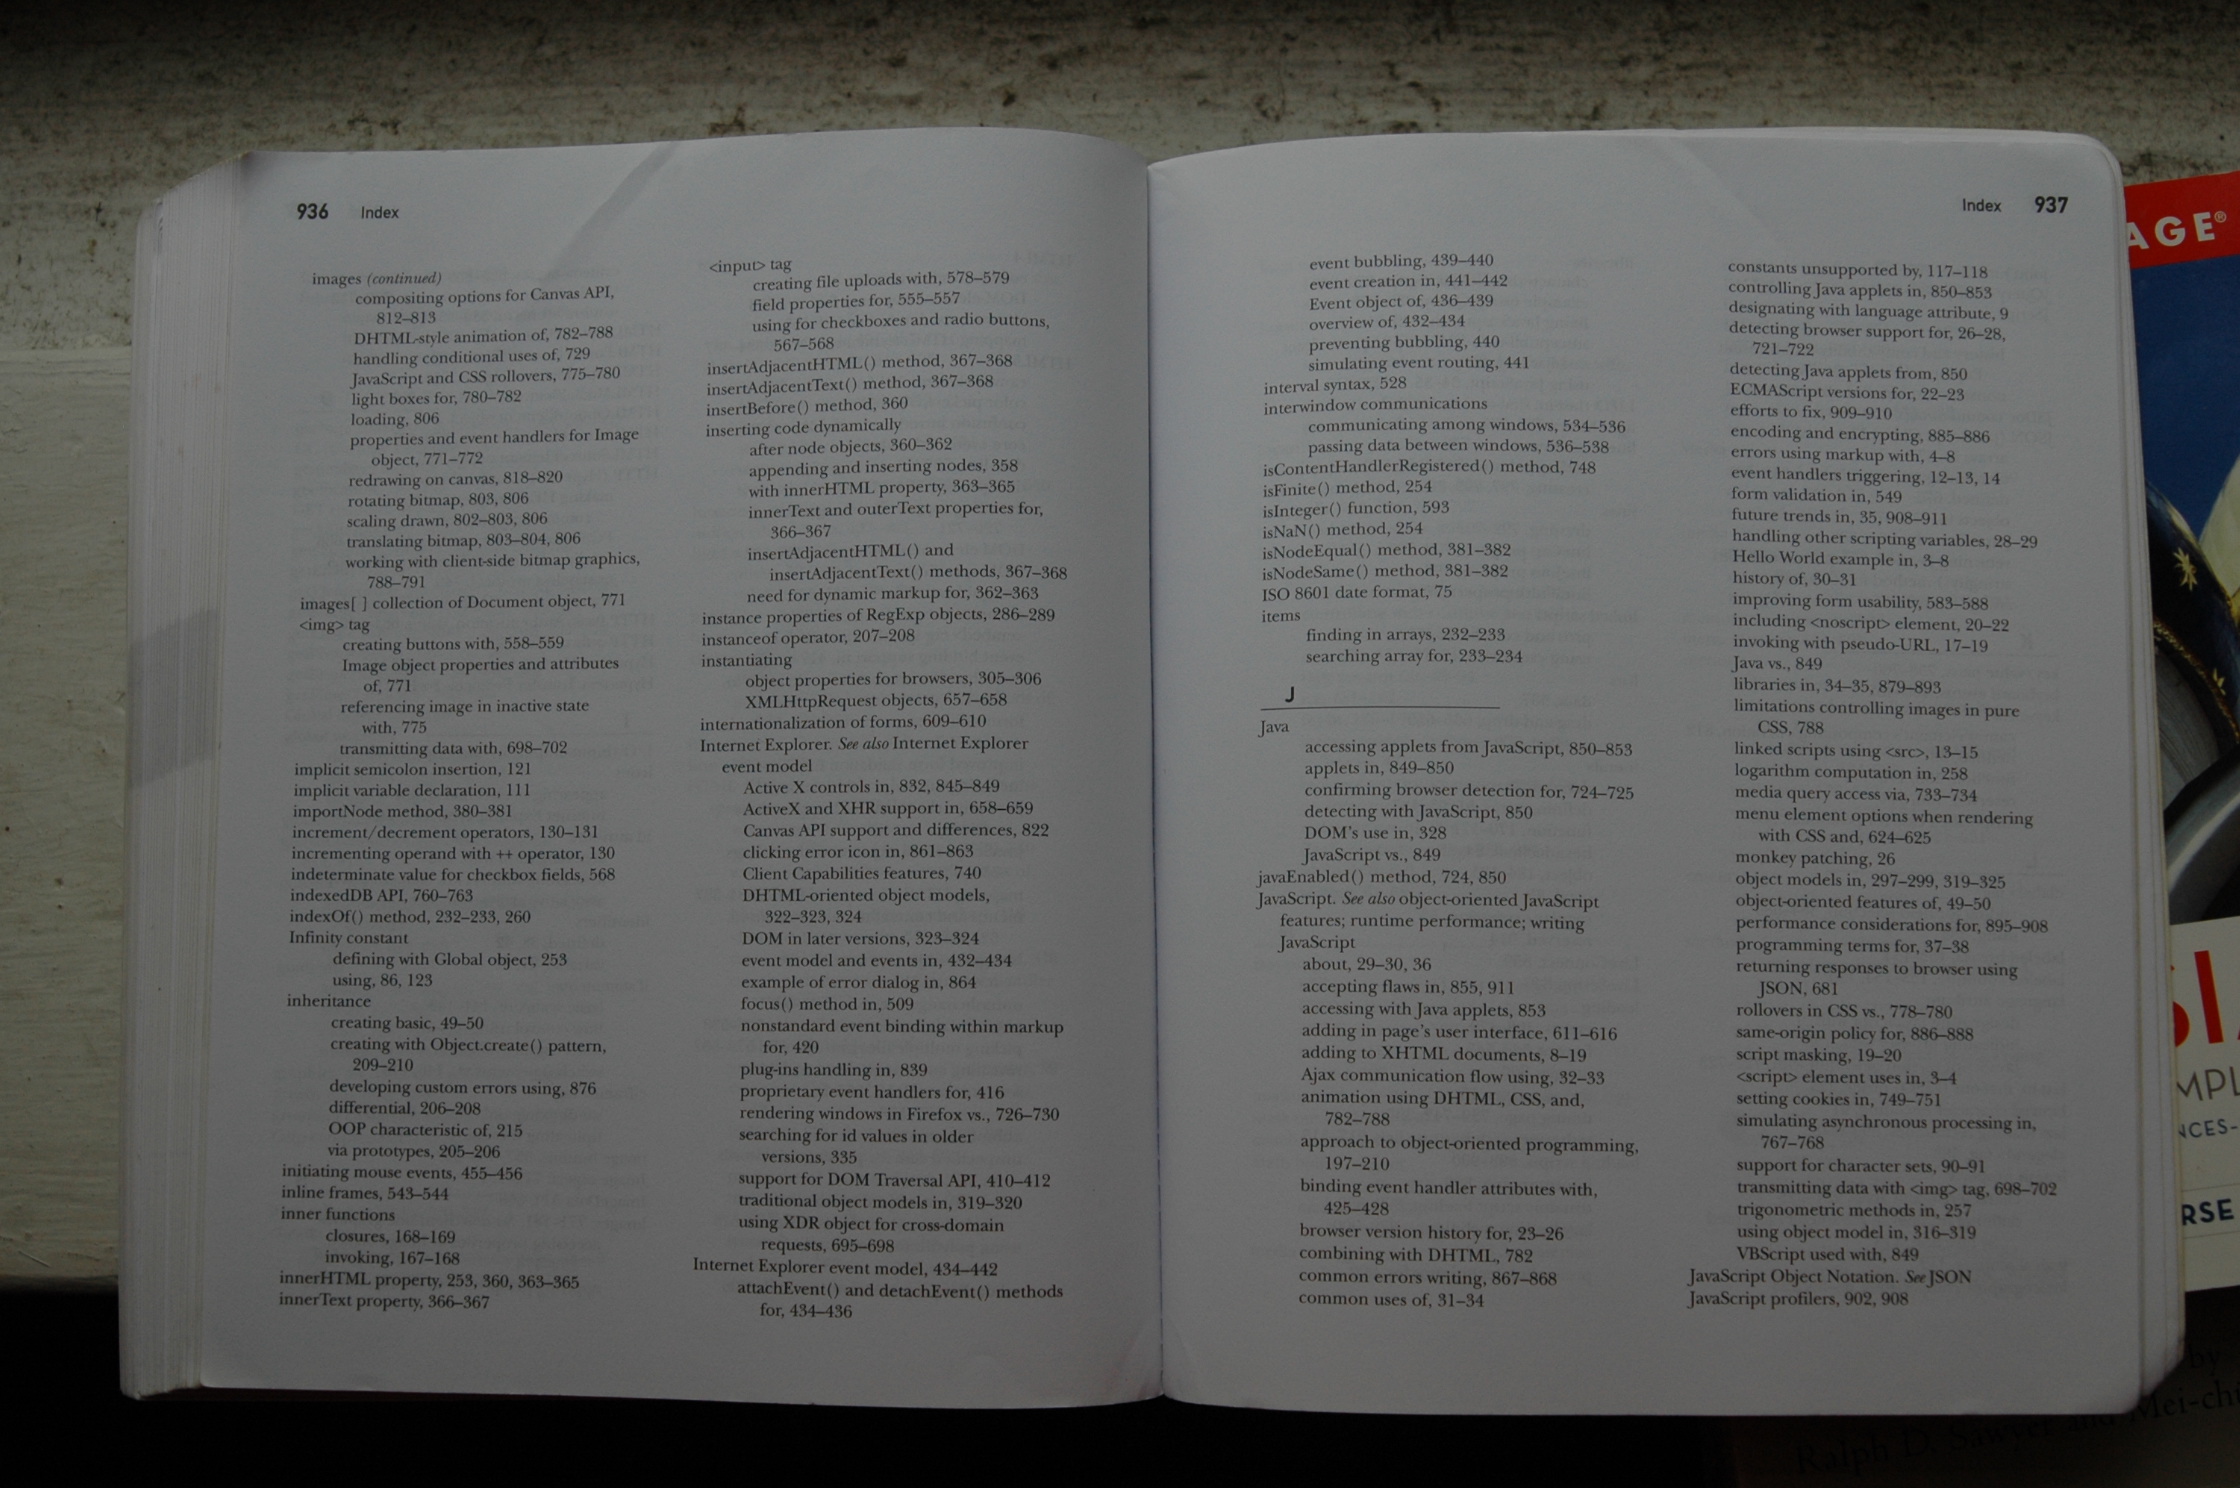 936 Index
images (continued)
compositing options for Canvas API,
812–813
DHTML-style animation of, 782–788
handling conditional uses of, 729
JavaScript and CSS rollovers, 775–780
light boxes for, 780–782
loading, 806
properties and event handlers for Image
object, 771–772
redrawing on canvas, 818–820
rotating bitmap, 803, 806
scaling drawn, 802–803, 806
translating bitmap, 803–804, 806
working with client-side bitmap graphics,
788–791
images[ ] collection of Document object, 771
<img> tag
creating buttons with, 558–559
Image object properties and attributes
of, 771
referencing image in inactive state
with, 775
transmitting data with, 698–702
implicit semicolon insertion, 121
implicit variable declaration, 111
importNode method, 380–381
increment/decrement operators, 130–131
incrementing operand with ++ operator, 130
indeterminate value for checkbox fields, 568
indexedDB API, 760–763
indexOf() method, 232–233, 260
Infinity constant
defining with Global object, 253
using, 86, 123
inheritance
creating basic, 49–50
creating with Object.create() pattern,
209–210
developing custom errors using, 876
differential, 206–208
OOP characteristic of, 215
via prototypes, 205–206
initiating mouse events, 455–456
inline frames, 543–544
inner functions
closures, 168–169
invoking, 167–168
innerHTML property, 253, 360, 363–365
innerText property, 366–367
<input> tag
creating file uploads with, 578–579
field properties for, 555–557
using for checkboxes and radio buttons,
567–568
insertAdjacentHTML() method, 367–368
insertAdjacentText() method, 367–368
insertBefore() method, 360
inserting code dynamically
after node objects, 360–362
appending and inserting nodes, 358
with innerHTML property, 363–365
innerText and outerText properties for,
366–367
insertAdjacentHTML() and
insertAdjacentText() methods, 367–368
need for dynamic markup for, 362–363
instance properties of RegExp objects, 286–289
instanceof operator, 207–208
instantiating
object properties for browsers, 305–306
XMLHttpRequest objects, 657–658
internationalization of forms, 609–610
Internet Explorer. See also Internet Explorer
event model
Active X controls in, 832, 845–849
ActiveX and XHR support in, 658–659
Canvas API support and differences, 822
clicking error icon in, 861–863
Client Capabilities features, 740
DHTML-oriented object models,
322–323, 324
DOM in later versions, 323–324
event model and events in, 432–434
example of error dialog in, 864
focus() method in, 509
nonstandard event binding within markup
for, 420
plug-ins handling in, 839
proprietary event handlers for, 416
rendering windows in Firefox vs., 726–730
searching for id values in older
versions, 335
support for DOM Traversal API, 410–412
traditional object models in, 319–320
using XDR object for cross-domain
requests, 695–698
Internet Explorer event model, 434–442
attachEvent() and detachEvent() methods
for, 434–436
Index 937
event bubbling, 439–440
event creation in, 441–442
Event object of, 436–439
overview of, 432–434
preventing bubbling, 440
simulating event routing, 441
interval syntax, 528
interwindow communications
communicating among windows, 534–536
passing data between windows, 536–538
isContentHandlerRegistered() method, 748
isFinite() method, 254
isInteger() function, 593
isNaN() method, 254
isNodeEqual() method, 381–382
isNodeSame() method, 381–382
ISO 8601 date format, 75
items
finding in arrays, 232–233
searching array for, 233–234
J
Java
accessing applets from JavaScript, 850–853
applets in, 849–850
confirming browser detection for, 724–725
detecting with JavaScript, 850
DOM's use in, 328
JavaScript vs., 849
javaEnabled() method, 724, 850
JavaScript. See also object-oriented JavaScript
features; runtime performance; writing
JavaScript
about, 29–30, 36
accepting flaws in, 855, 911
accessing with Java applets, 853
adding in page's user interface, 611–616
adding to XHTML documents, 8–19
Ajax communication flow using, 32–33
animation using DHTML, CSS, and,
782–788
approach to object-oriented programming,
197–210
binding event handler attributes with,
425–428
browser version history for, 23–26
combining with DHTML, 782
common errors writing, 867–868
common uses of, 31–34
constants unsupported by, 117–118
controlling Java applets in, 850–853
designating with language attribute, 9
detecting browser support for, 26–28,
721–722
detecting Java applets from, 850
ECMAScript versions for, 22–23
efforts to fix, 909–910
encoding and encrypting, 885–886
errors using markup with, 4–8
event handlers triggering, 12–13, 14
form validation in, 549
future trends in, 35, 908–911
handling other scripting variables, 28–29
Hello World example in, 3–8
history of, 30–31
improving form usability, 583–588
including <noscript> element, 20–22
invoking with pseudo-URL, 17–19
Java vs., 849
libraries in, 34–35, 879–893
limitations controlling images in pure
CSS, 788
linked scripts using <src>, 13–15
logarithm computation in, 258
media query access via, 733–734
menu element options when rendering
with CSS and, 624–625
monkey patching, 26
object models in, 297–299, 319–325
object-oriented features of, 49–50
performance considerations for, 895–908
programming terms for, 37–38
returning responses to browser using
JSON, 681
rollovers in CSS vs., 778–780
same-origin policy for, 886–888
script masking, 19–20
<script> element uses in, 3–4
setting cookies in, 749–751
simulating asynchronous processing in,
767–768
support for character sets, 90–91
transmitting data with <img> tag, 698–702
trigonometric methods in, 257
using object model in, 316–319
VBScript used with, 849
JavaScript Object Notation. See JSON
JavaScript profilers, 902, 908
AGE®
MPL
NCES-
RSE
by
Ralph D. Sawyer and Mei-ch